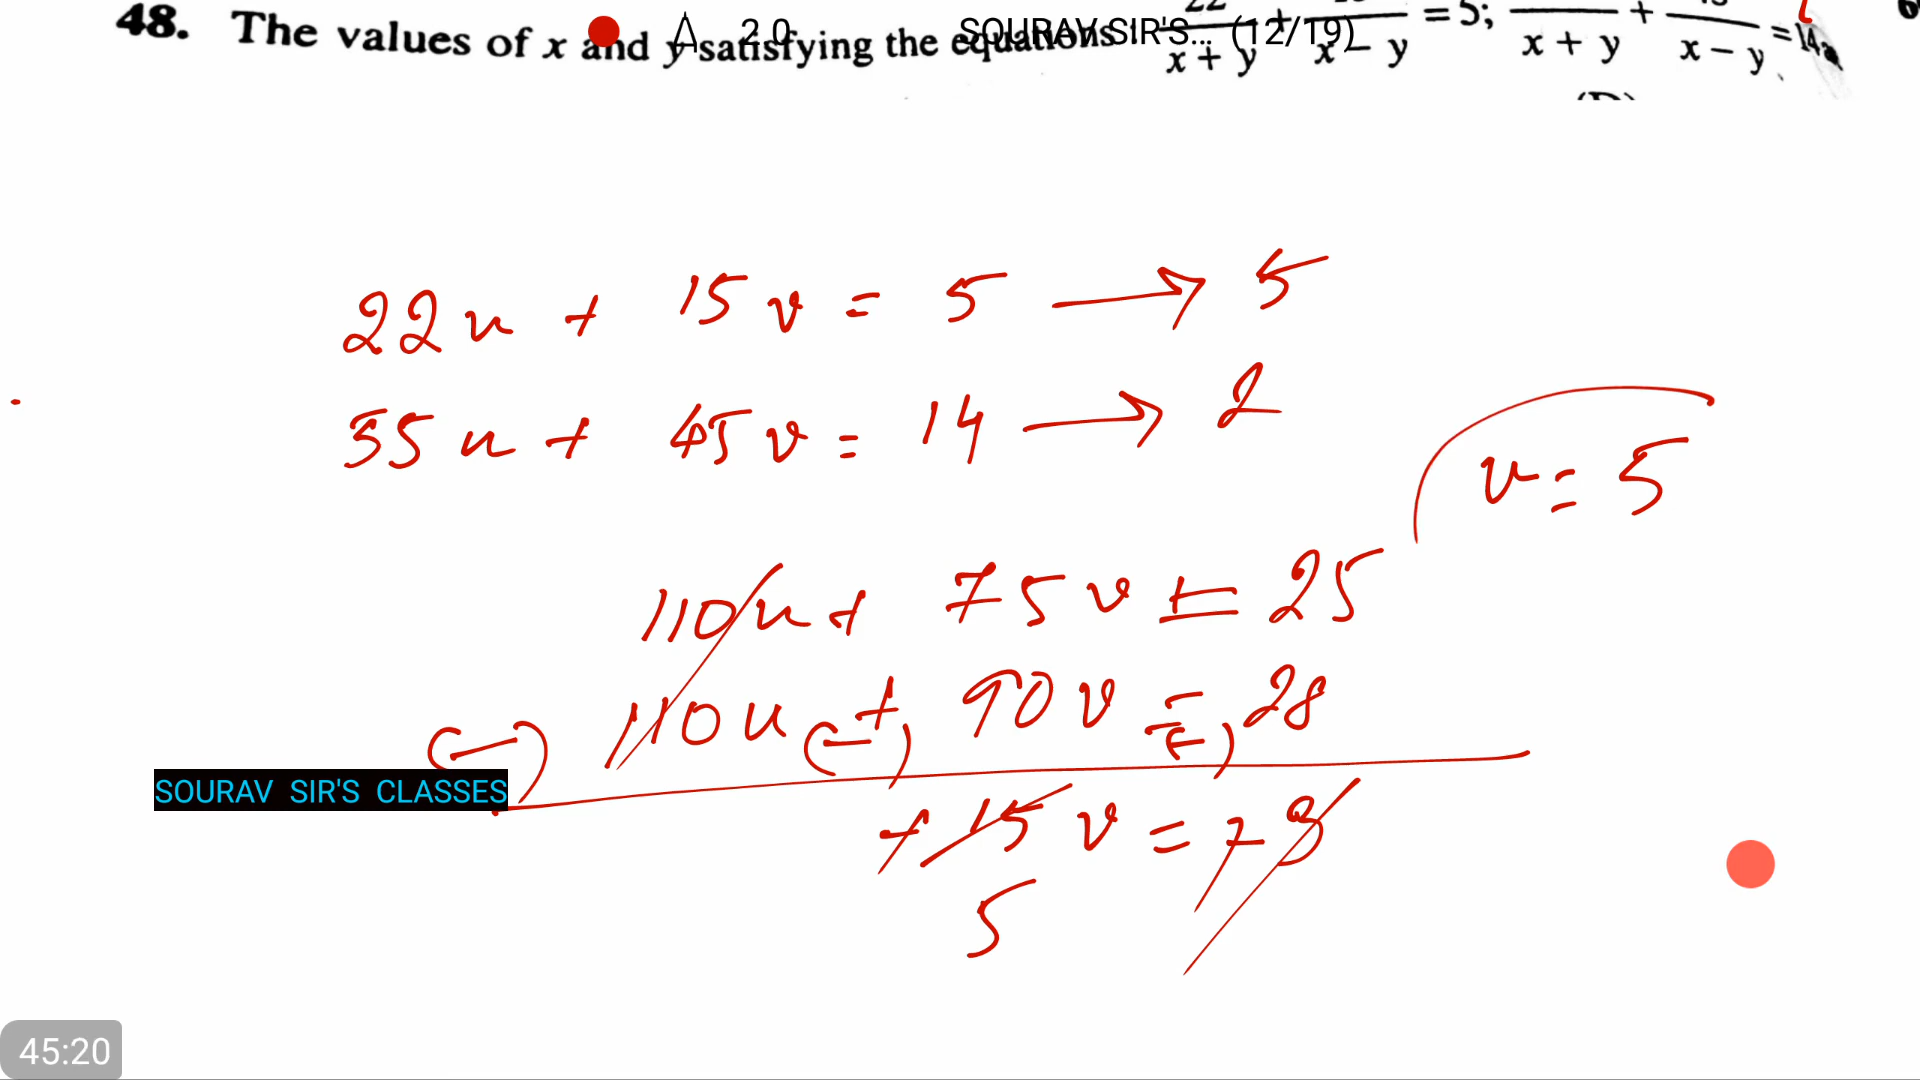 48. The values of x and y satisfying the equations 22/(x + y) + /(x − y) = 5; /(x + y) + /(x − y) = 14,
2.0 SOURAV SIR'S... (12/19)
(D)
22u + 15v = 5 → 5
55u + 45v = 14 → 2
v = 5
110u + 75v = 25
(−) 110u + 90v = 28
(−)
SOURAV SIR'S CLASSES
+ 15v = + 3
5
45:20